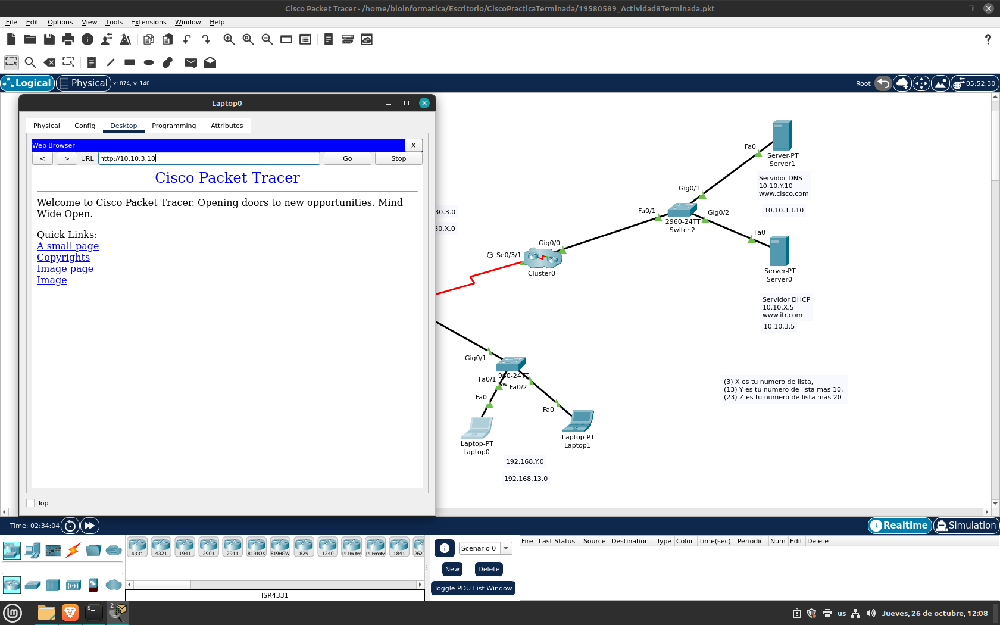 Cisco Packet Tracer - /home/bioinformatica/Escritorio/CiscoPracticaTerminada/19580589_Actividad8Terminada.pkt
File Edit Options View Tools Extensions Window Help
?
Logical Physical x: 874, y: 140 Root 05:52:30
Laptop0
Physical Config Desktop Programming Attributes
Web Browser X
< > URL http://10.10.3.10 Go Stop
Cisco Packet Tracer
Welcome to Cisco Packet Tracer. Opening doors to new opportunities. Mind
Wide Open.
Quick Links:
A small page
Copyrights
Image page
Image
Top
30.3.0
30.X.0
Fa0
Server-PT
Server1
Servidor DNS
10.10.Y.10
www.cisco.com
10.10.13.10
Gig0/1
Fa0/1
Gig0/2
2960-24TT
Switch2
Fa0
Server-PT
Server0
Gig0/0
Se0/3/1
Cluster0
Servidor DHCP
10.10.X.5
www.itr.com
10.10.3.5
Gig0/1
960-24TT
Sw
Fa0/1
Fa0/2
Fa0
Fa0
Laptop-PT
Laptop0
Laptop-PT
Laptop1
192.168.Y.0
192.168.13.0
(3) X es tu numero de lista,
(13) Y es tu numero de lista mas 10,
(23) Z es tu numero de lista mas 20
Time: 02:34:04 Realtime Simulation
4331 4321 1941 2901 2911 819IOX 819HGW 829 1240 PT-Router PT-Empty 1841 2620
ISR4331
Scenario 0
New Delete
Toggle PDU List Window
Fire Last Status Source Destination Type Color Time(sec) Periodic Num Edit Delete
2
us Jueves, 26 de octubre, 12:08